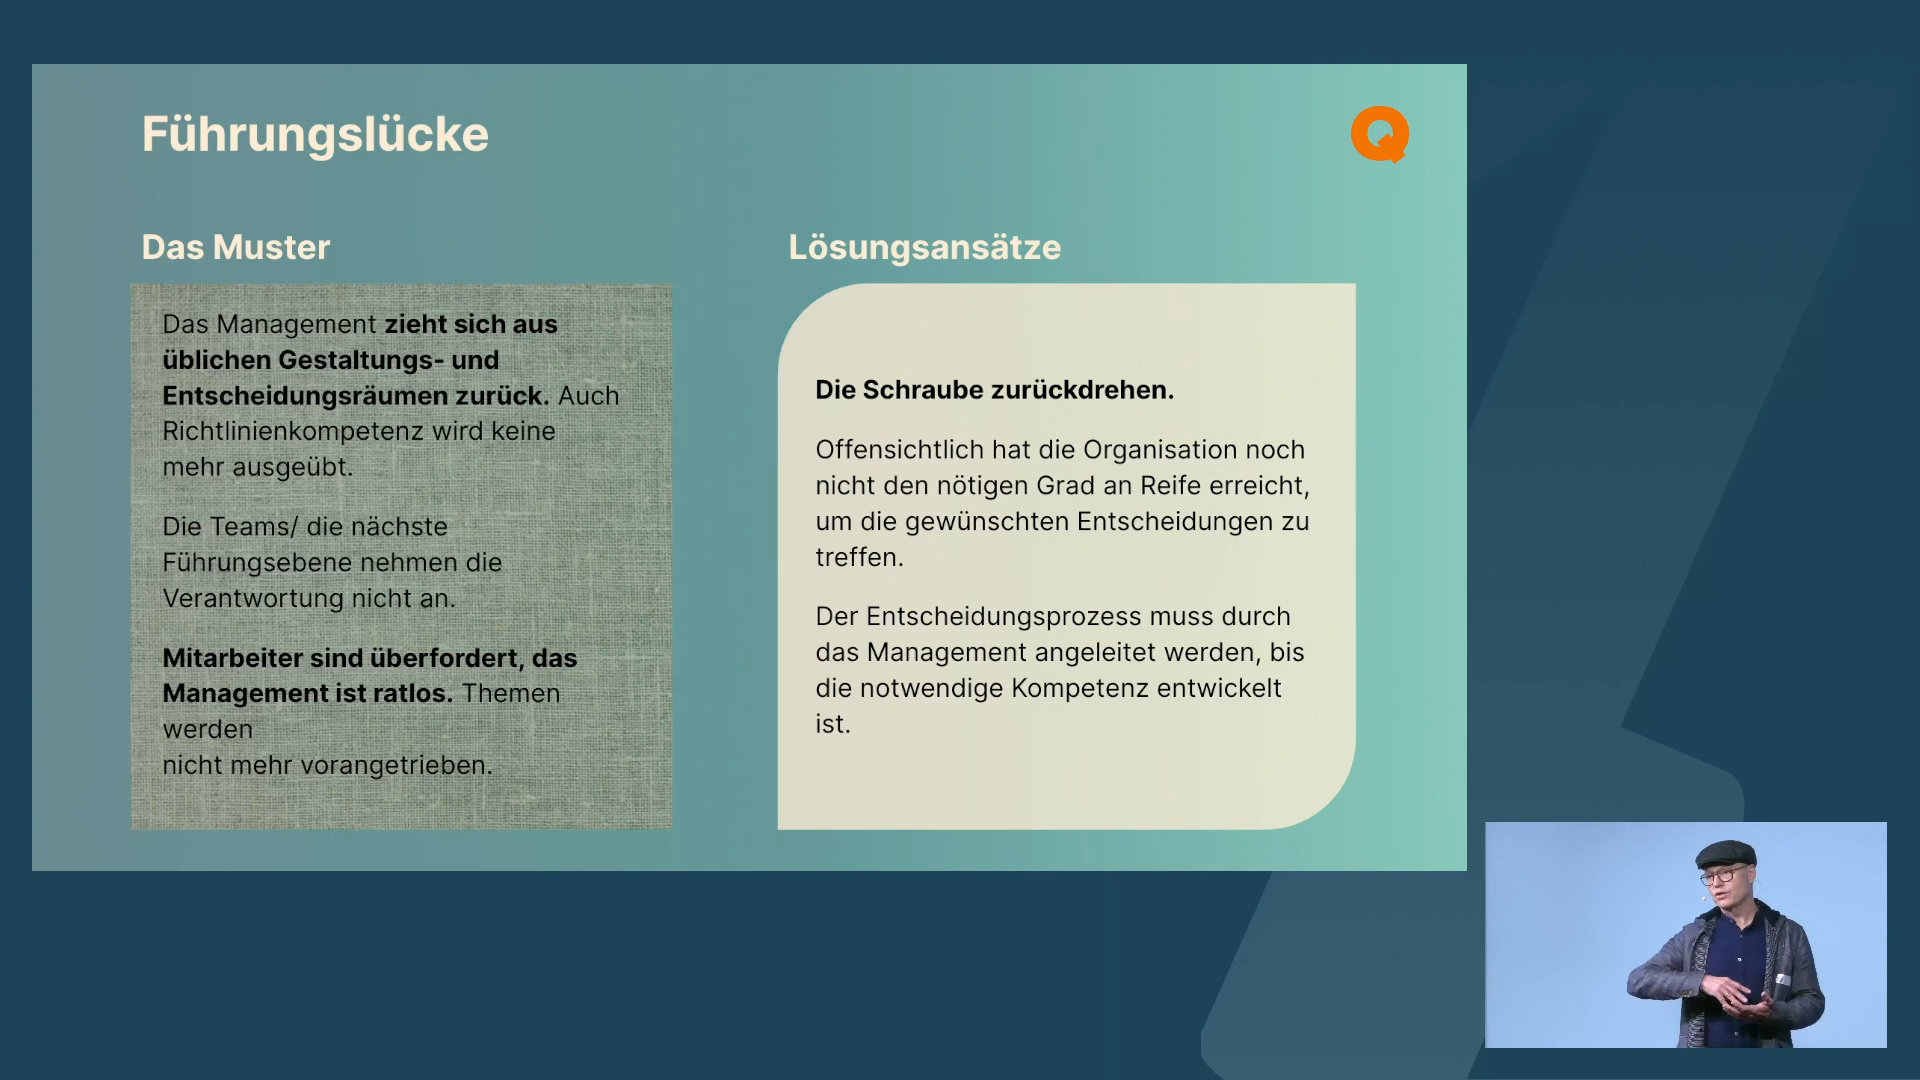 Führungslücke
Q
Das Muster
Das Management zieht sich aus
üblichen Gestaltungs- und
Entscheidungsräumen zurück. Auch
Richtlinienkompetenz wird keine
mehr ausgeübt.
Die Teams/ die nächste
Führungsebene nehmen die
Verantwortung nicht an.
Mitarbeiter sind überfordert, das
Management ist ratlos. Themen
werden
nicht mehr vorangetrieben.
Lösungsansätze
Die Schraube zurückdrehen.
Offensichtlich hat die Organisation noch
nicht den nötigen Grad an Reife erreicht,
um die gewünschten Entscheidungen zu
treffen.
Der Entscheidungsprozess muss durch
das Management angeleitet werden, bis
die notwendige Kompetenz entwickelt
ist.